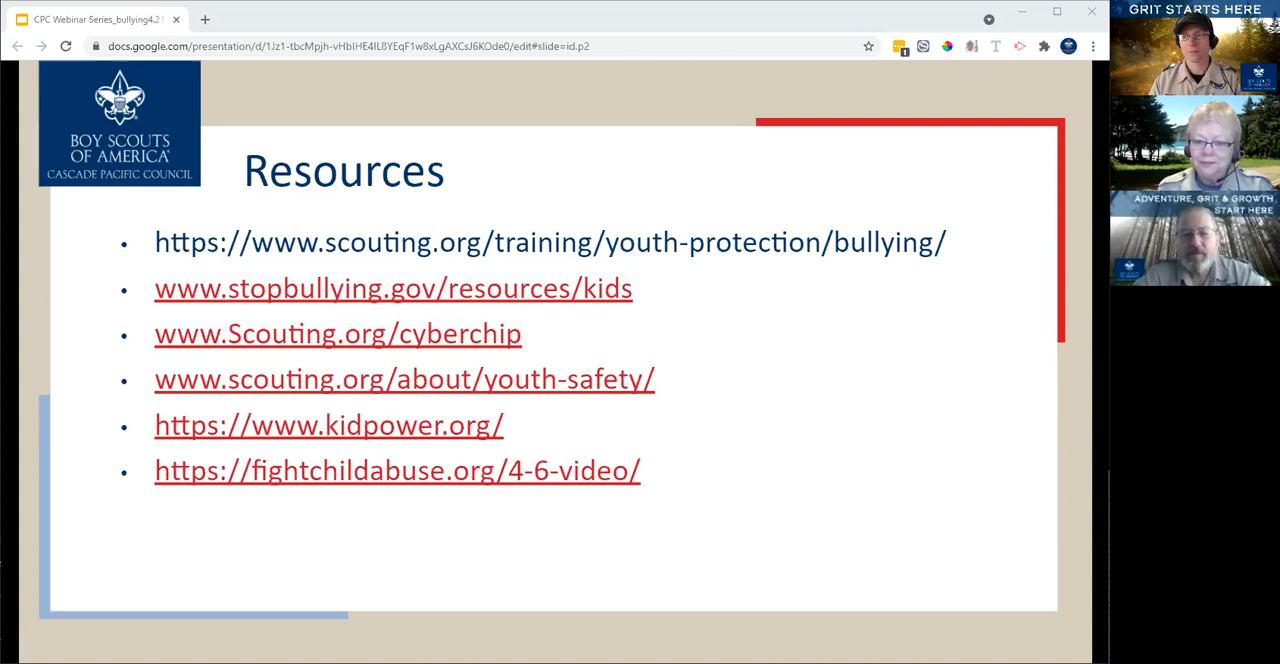 CPC Webinar Series_bullying4.21
docs.google.com/presentation/d/1Jz1-tbcMpjh-vHbIHE4IL8YEqF1w8xLgAXCsJ6KOde0/edit#slide=id.p2
BOY SCOUTS
OF AMERICA
CASCADE PACIFIC COUNCIL
Resources
https://www.scouting.org/training/youth-protection/bullying/
www.stopbullying.gov/resources/kids
www.Scouting.org/cyberchip
www.scouting.org/about/youth-safety/
https://www.kidpower.org/
https://fightchildabuse.org/4-6-video/
GRIT STARTS HERE
ADVENTURE, GRIT & GROWTH
START HERE